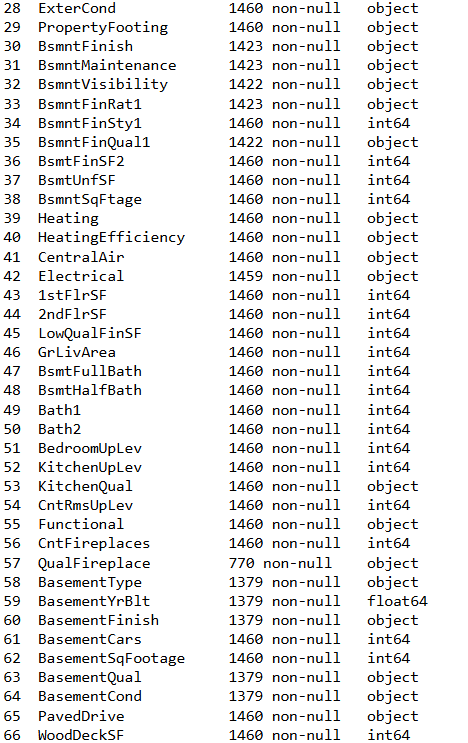 28 ExterCond 1460 non-null object
29 PropertyFooting 1460 non-null object
30 BsmntFinish 1423 non-null object
31 BsmntMaintenance 1423 non-null object
32 BsmntVisibility 1422 non-null object
33 BsmntFinRat1 1423 non-null object
34 BsmntFinSty1 1460 non-null int64
35 BsmntFinQual1 1422 non-null object
36 BsmtFinSF2 1460 non-null int64
37 BsmtUnfSF 1460 non-null int64
38 BsmntSqFtage 1460 non-null int64
39 Heating 1460 non-null object
40 HeatingEfficiency 1460 non-null object
41 CentralAir 1460 non-null object
42 Electrical 1459 non-null object
43 1stFlrSF 1460 non-null int64
44 2ndFlrSF 1460 non-null int64
45 LowQualFinSF 1460 non-null int64
46 GrLivArea 1460 non-null int64
47 BsmtFullBath 1460 non-null int64
48 BsmtHalfBath 1460 non-null int64
49 Bath1 1460 non-null int64
50 Bath2 1460 non-null int64
51 BedroomUpLev 1460 non-null int64
52 KitchenUpLev 1460 non-null int64
53 KitchenQual 1460 non-null object
54 CntRmsUpLev 1460 non-null int64
55 Functional 1460 non-null object
56 CntFireplaces 1460 non-null int64
57 QualFireplace 770 non-null object
58 BasementType 1379 non-null object
59 BasementYrBlt 1379 non-null float64
60 BasementFinish 1379 non-null object
61 BasementCars 1460 non-null int64
62 BasementSqFootage 1460 non-null int64
63 BasementQual 1379 non-null object
64 BasementCond 1379 non-null object
65 PavedDrive 1460 non-null object
66 WoodDeckSF 1460 non-null int64